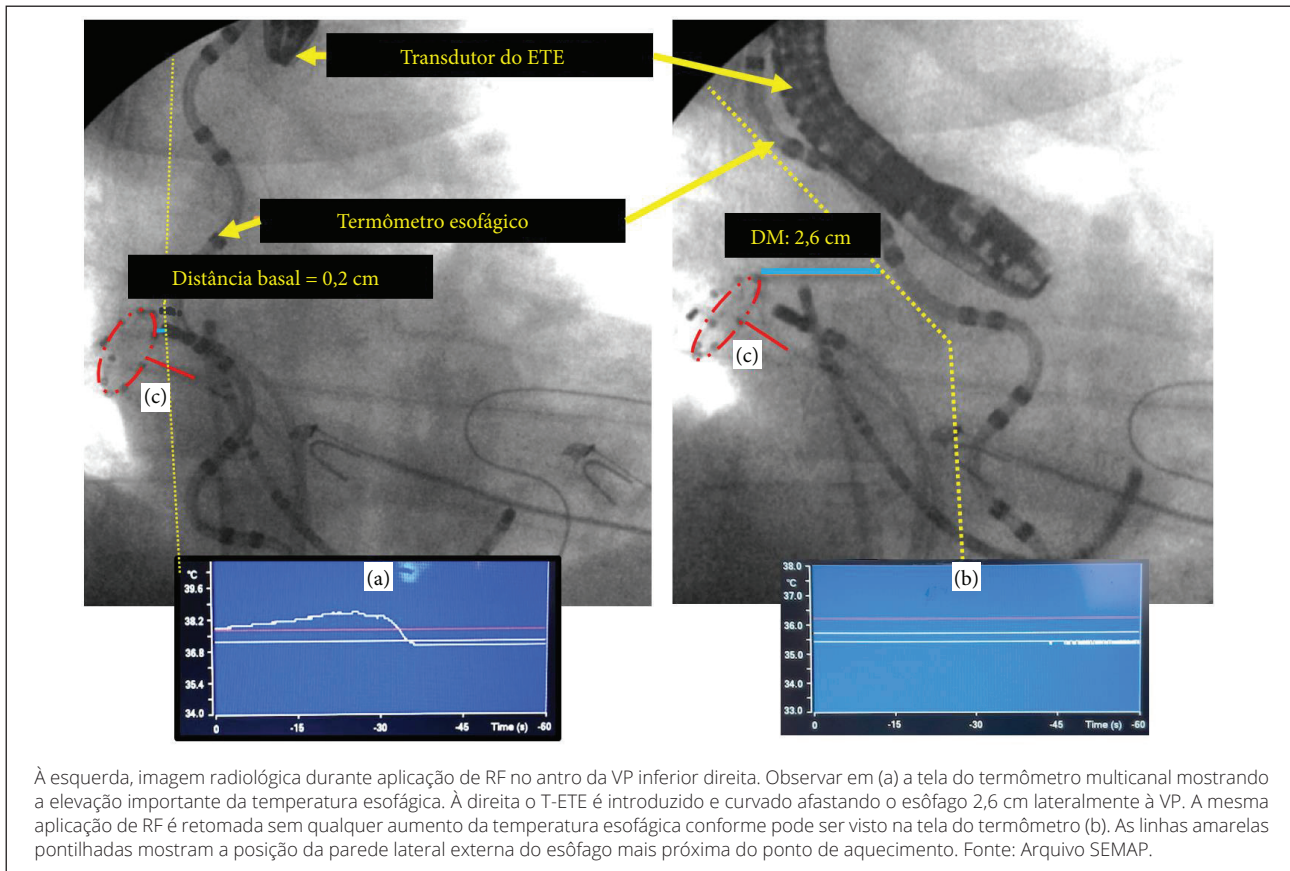 Transdutor do ETE
Termômetro esofágico
Distância basal = 0,2 cm
DM: 2,6 cm
(c)
(c)
(a)
°C
39.6
38.2
36.8
35.4
34.0
0
-15
-30
-45
Time (s)
-60
(b)
38.0
°C
37.0
36.0
35.0
34.0
33.0
0
-15
-30
-45
Time (s)
-60
À esquerda, imagem radiológica durante aplicação de RF no antro da VP inferior direita. Observar em (a) a tela do termômetro multicanal mostrando
a elevação importante da temperatura esofágica. À direita o T-ETE é introduzido e curvado afastando o esôfago 2,6 cm lateralmente à VP. A mesma
aplicação de RF é retomada sem qualquer aumento da temperatura esofágica conforme pode ser visto na tela do termômetro (b). As linhas amarelas
pontilhadas mostram a posição da parede lateral externa do esôfago mais próxima do ponto de aquecimento. Fonte: Arquivo SEMAP.